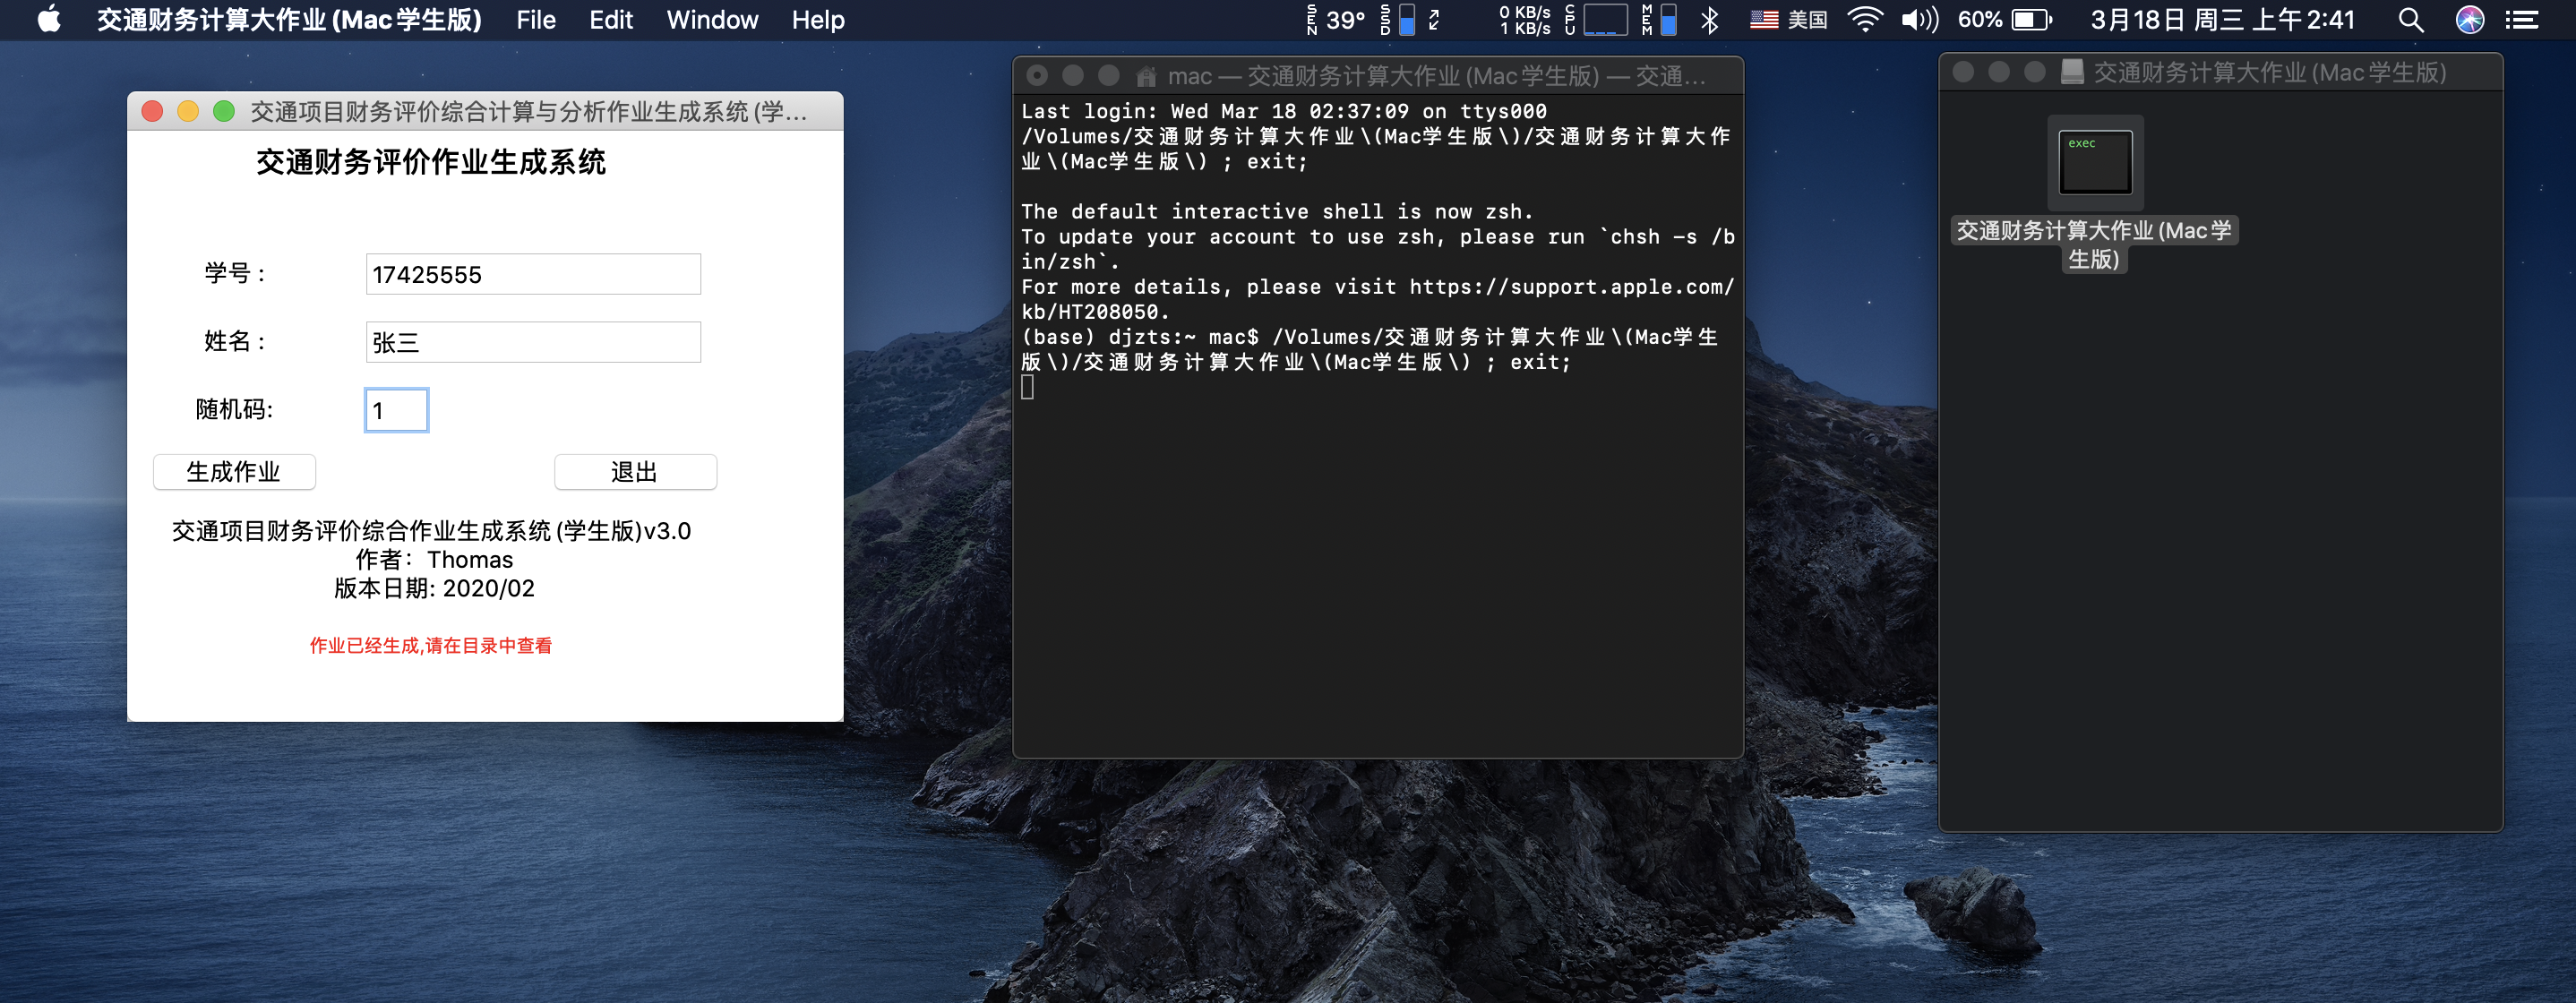 交通财务计算大作业(Mac学生版) File Edit Window Help
SEN 39° SSD 0 KB/s 1 KB/s CPU MEM 美国 60% 3月18日 周三 上午2:41
交通项目财务评价综合计算与分析作业生成系统(学...
交通财务评价作业生成系统
学号 : 17425555
姓名 : 张三
随机码: 1
生成作业 退出
交通项目财务评价综合作业生成系统(学生版)v3.0
作者：Thomas
版本日期: 2020/02
作业已经生成,请在目录中查看
mac — 交通财务计算大作业(Mac学生版) — 交通...
Last login: Wed Mar 18 02:37:09 on ttys000
/Volumes/交通财务计算大作业\(Mac学生版\)/交通财务计算大作
业\(Mac学生版\) ; exit;
The default interactive shell is now zsh.
To update your account to use zsh, please run `chsh -s /b
in/zsh`.
For more details, please visit https://support.apple.com/
kb/HT208050.
(base) djzts:~ mac$ /Volumes/交通财务计算大作业\(Mac学生
版\)/交通财务计算大作业\(Mac学生版\) ; exit;
交通财务计算大作业(Mac学生版)
exec
交通财务计算大作业(Mac学
生版)